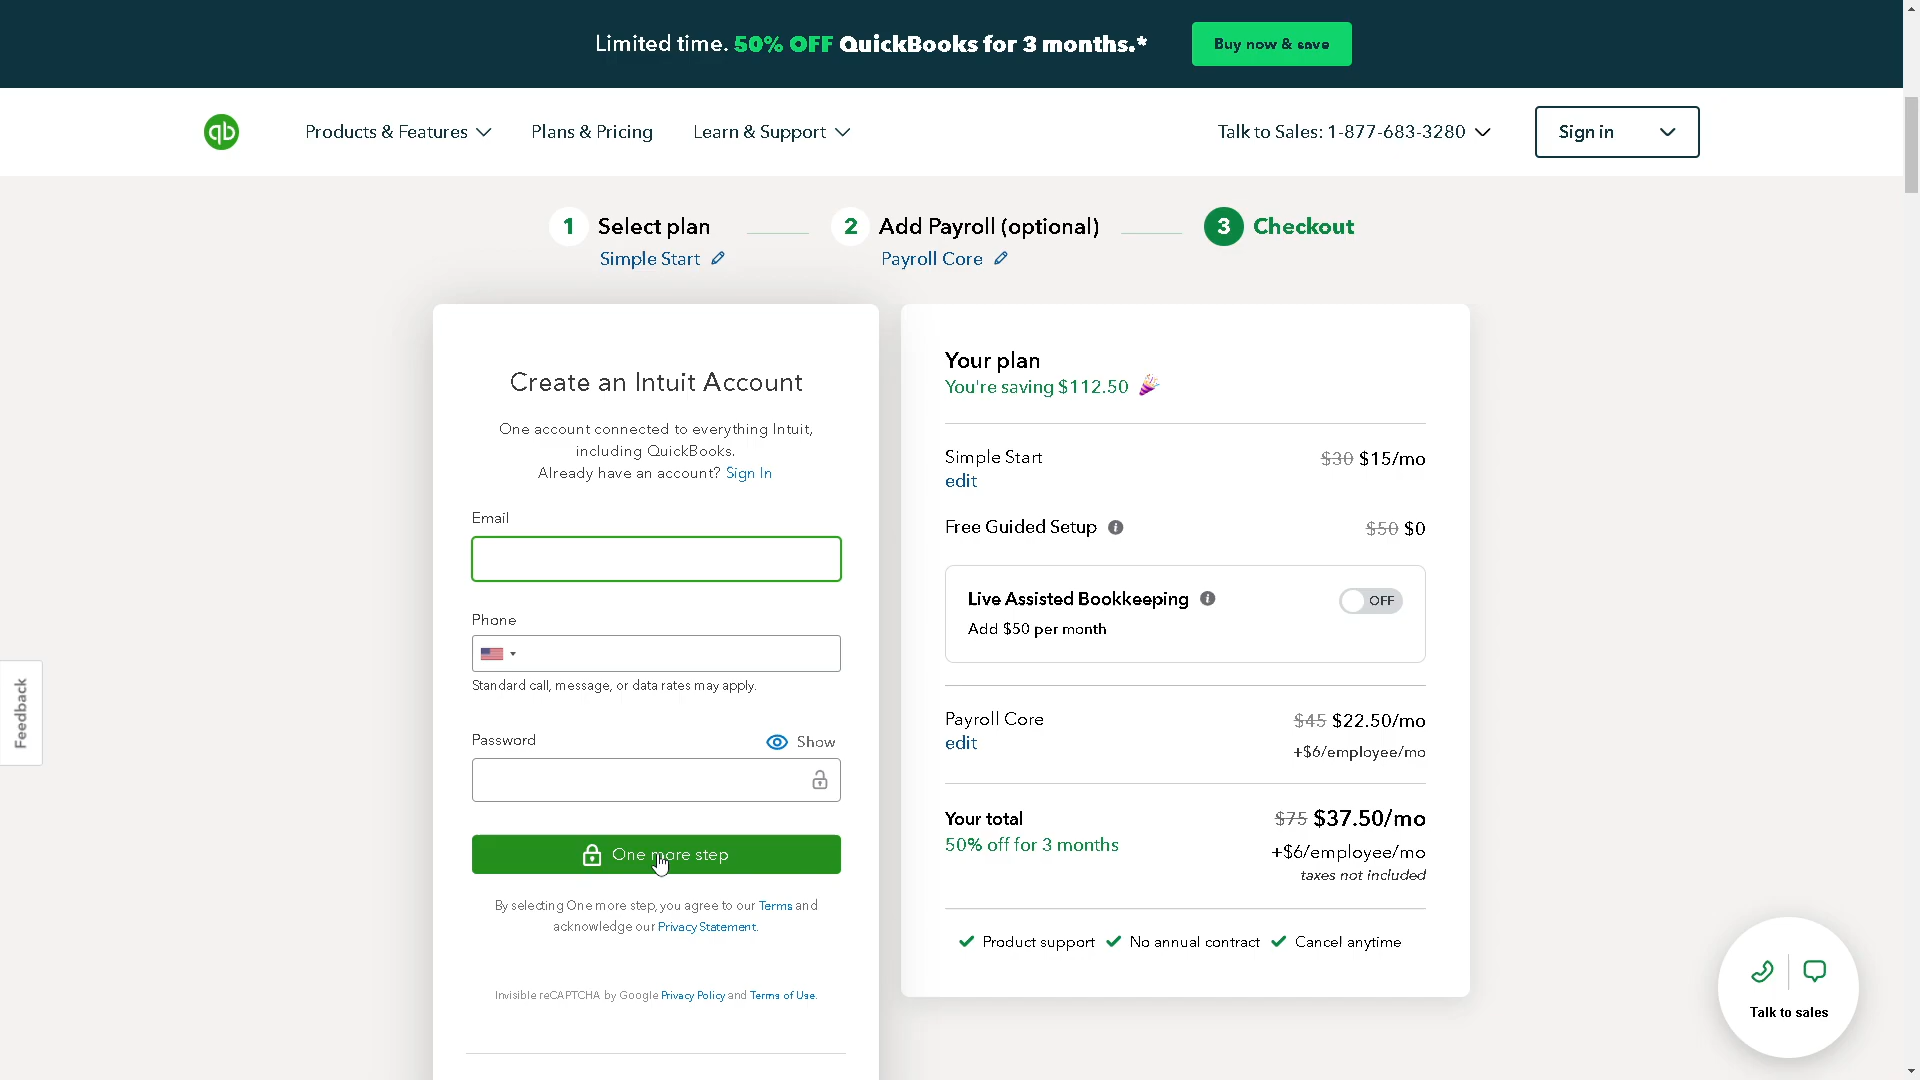 Limited time. 50% OFF QuickBooks for 3 months.*
Buy now & save
qb
Products & Features
Plans & Pricing
Learn & Support
Talk to Sales: 1-877-683-3280
Sign in
1 Select plan
Simple Start
2 Add Payroll (optional)
Payroll Core
3 Checkout
Create an Intuit Account
One account connected to everything Intuit,
including QuickBooks.
Already have an account? Sign In
Email
Phone
Standard call, message, or data rates may apply.
Password
Show
One more step
By selecting One more step, you agree to our Terms and
acknowledge our Privacy Statement.
Invisible reCAPTCHA by Google Privacy Policy and Terms of Use.
Your plan
You're saving $112.50
Simple Start
$30 $15/mo
edit
Free Guided Setup
$50 $0
Live Assisted Bookkeeping
OFF
Add $50 per month
Payroll Core
$45 $22.50/mo
edit
+$6/employee/mo
Your total
$75 $37.50/mo
50% off for 3 months
+$6/employee/mo
taxes not included
Product support
No annual contract
Cancel anytime
Feedback
Talk to sales